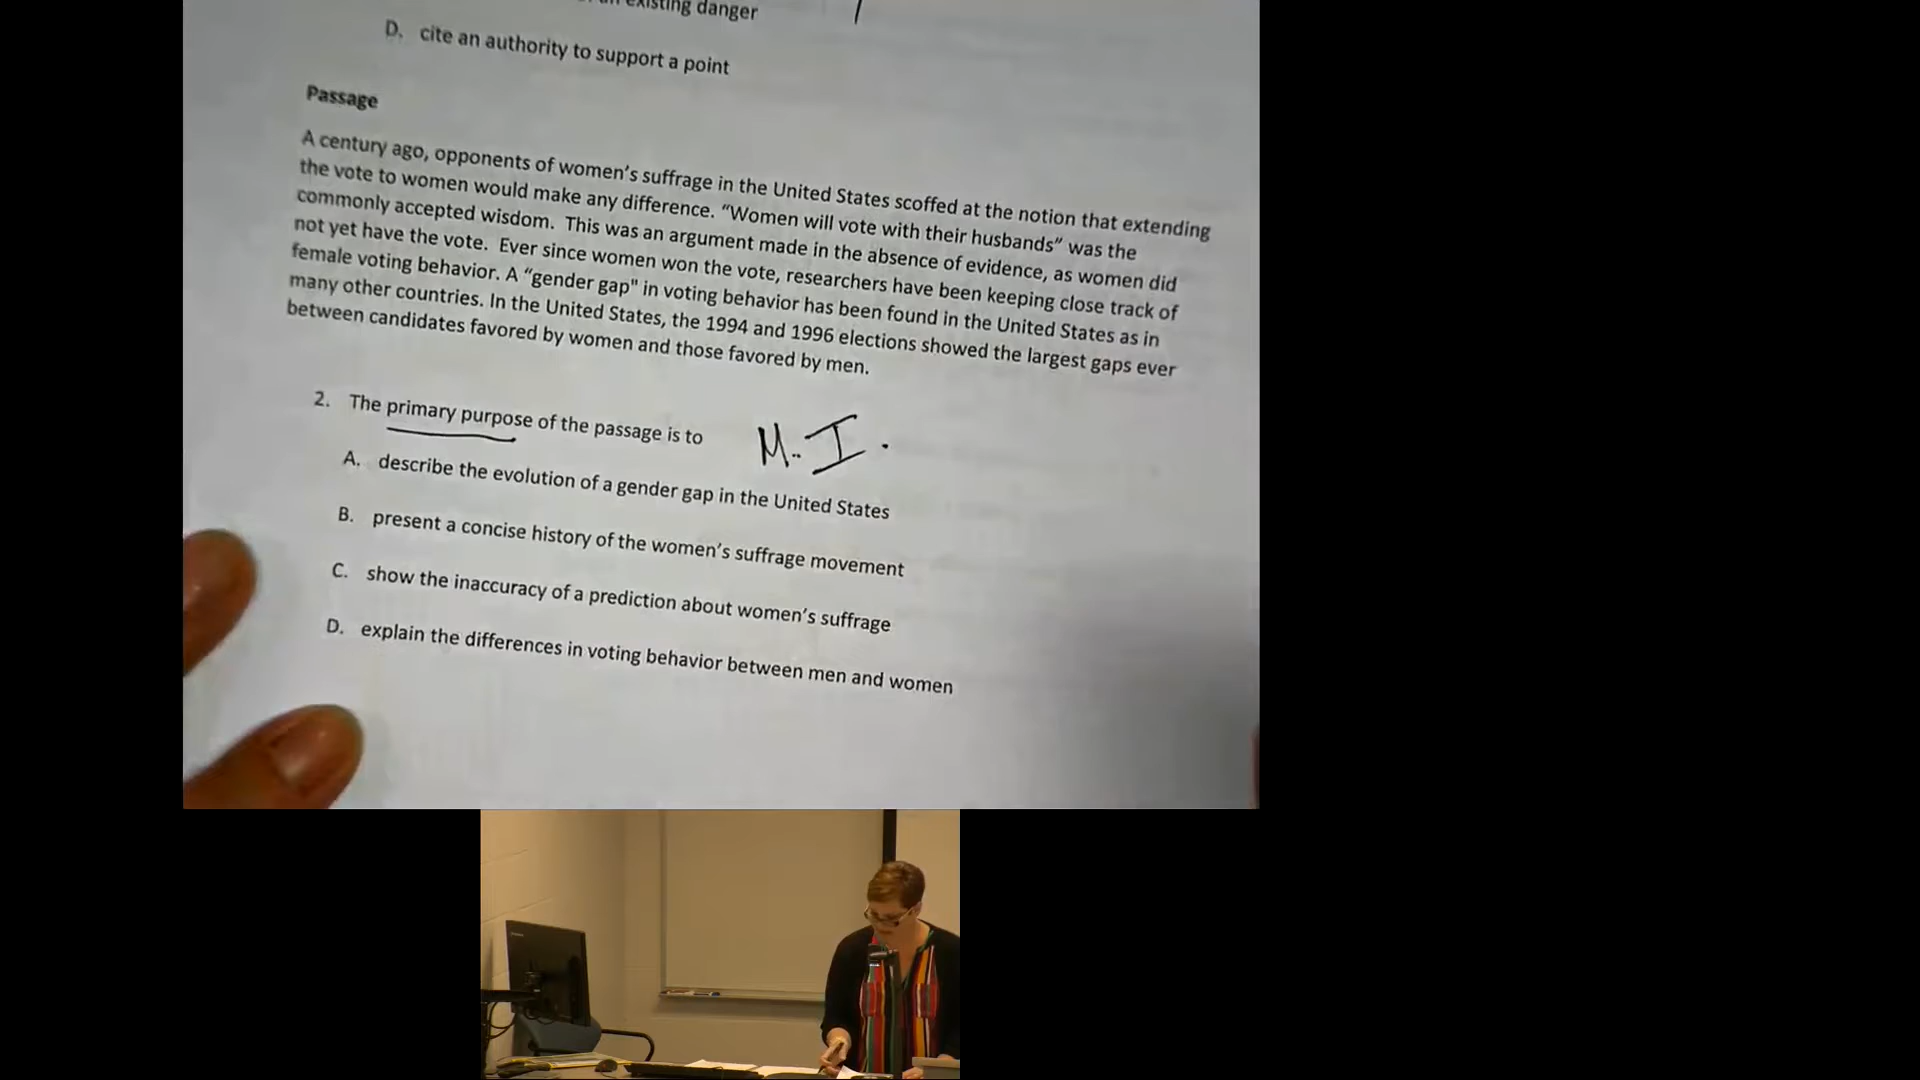 existing danger
D. cite an authority to support a point
Passage
A century ago, opponents of women's suffrage in the United States scoffed at the notion that extending
the vote to women would make any difference. "Women will vote with their husbands" was the
commonly accepted wisdom. This was an argument made in the absence of evidence, as women did
not yet have the vote. Ever since women won the vote, researchers have been keeping close track of
female voting behavior. A "gender gap" in voting behavior has been found in the United States as in
many other countries. In the United States, the 1994 and 1996 elections showed the largest gaps ever
between candidates favored by women and those favored by men.
2. The primary purpose of the passage is to
M.I.
A. describe the evolution of a gender gap in the United States
B. present a concise history of the women's suffrage movement
C. show the inaccuracy of a prediction about women's suffrage
D. explain the differences in voting behavior between men and women